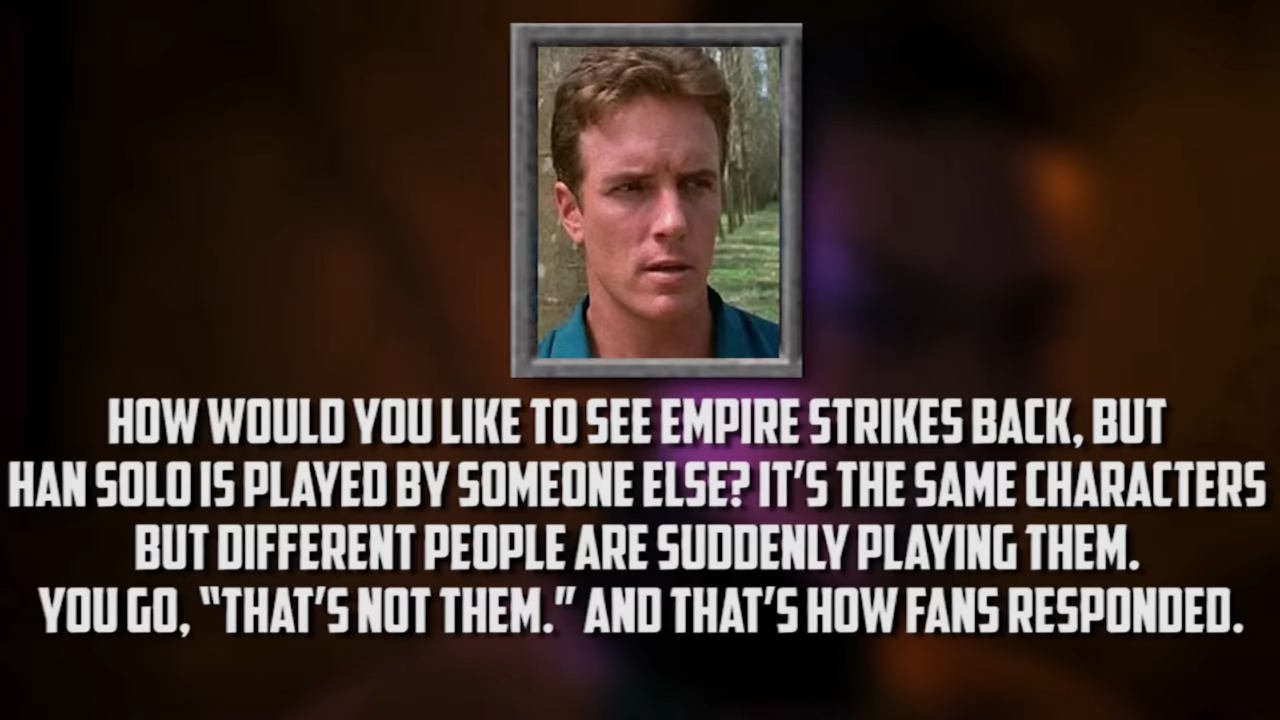 HOW WOULD YOU LIKE TO SEE EMPIRE STRIKES BACK, BUT
HAN SOLO IS PLAYED BY SOMEONE ELSE? IT'S THE SAME CHARACTERS
BUT DIFFERENT PEOPLE ARE SUDDENLY PLAYING THEM.
YOU GO, "THAT'S NOT THEM." AND THAT'S HOW FANS RESPONDED.